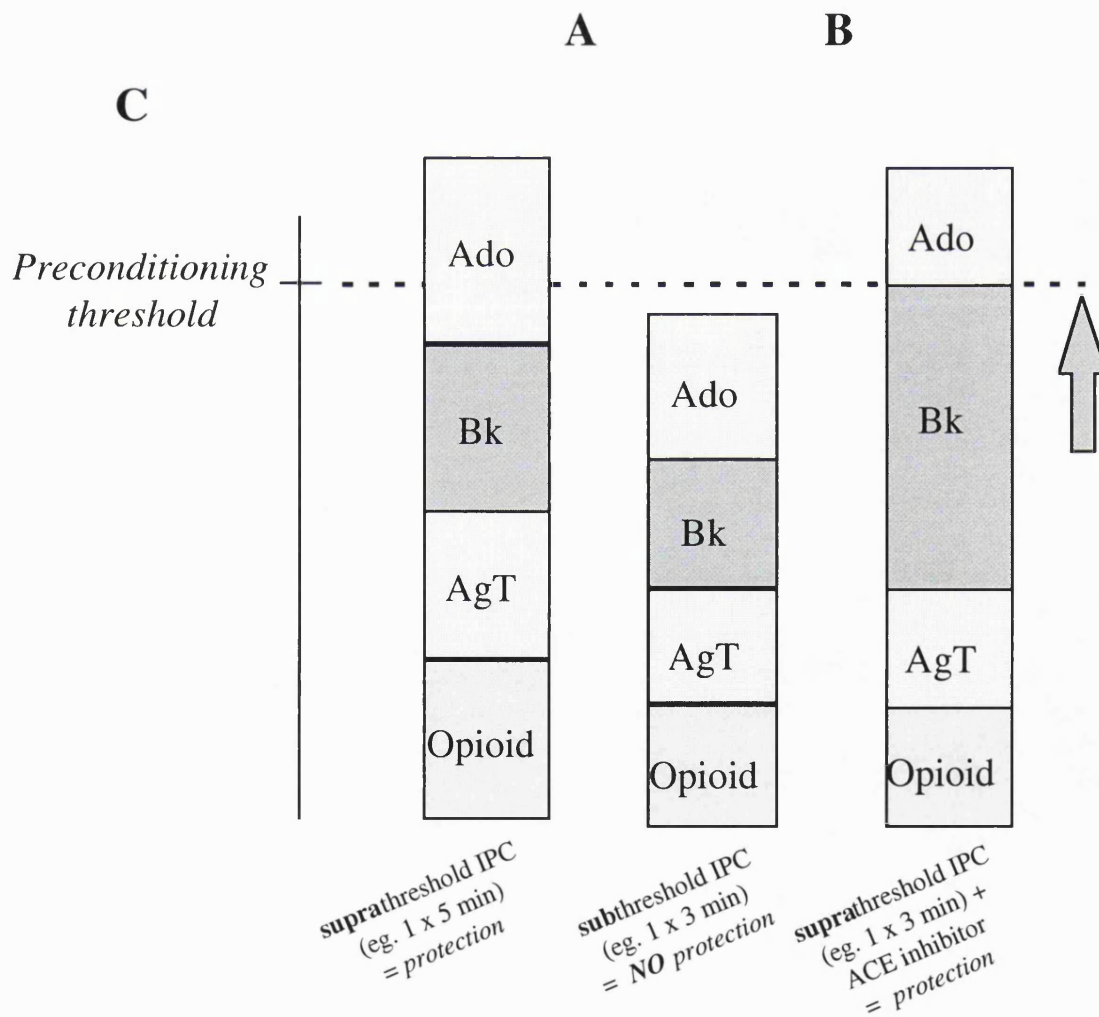 A
B
C
Preconditioning
threshold
Ado
Bk
AgT
Opioid
Ado
Bk
AgT
Opioid
Ado
Bk
AgT
Opioid
suprathreshold IPC
(eg. 1 x 5 min)
= protection
subthreshold IPC
(eg. 1 x 3 min)
= NO protection
suprathreshold IPC
(eg. 1 x 3 min) +
ACE inhibitor
= protection